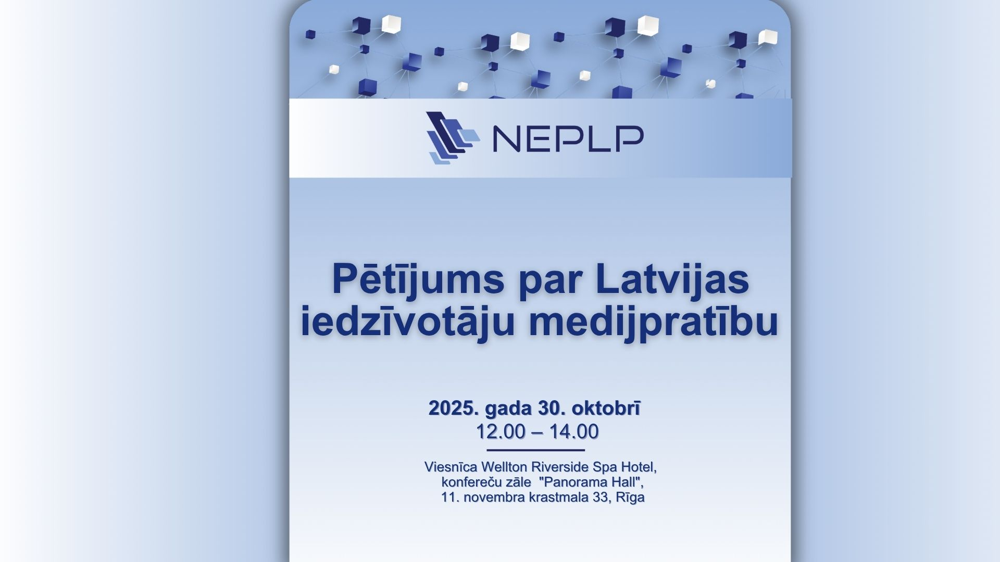 NEPLP
Pētījums par Latvijas
iedzīvotāju medijpratību
2025. gada 30. oktobrī
12.00 – 14.00
Viesnīca Wellton Riverside Spa Hotel,
konfereču zāle "Panorama Hall",
11. novembra krastmala 33, Rīga